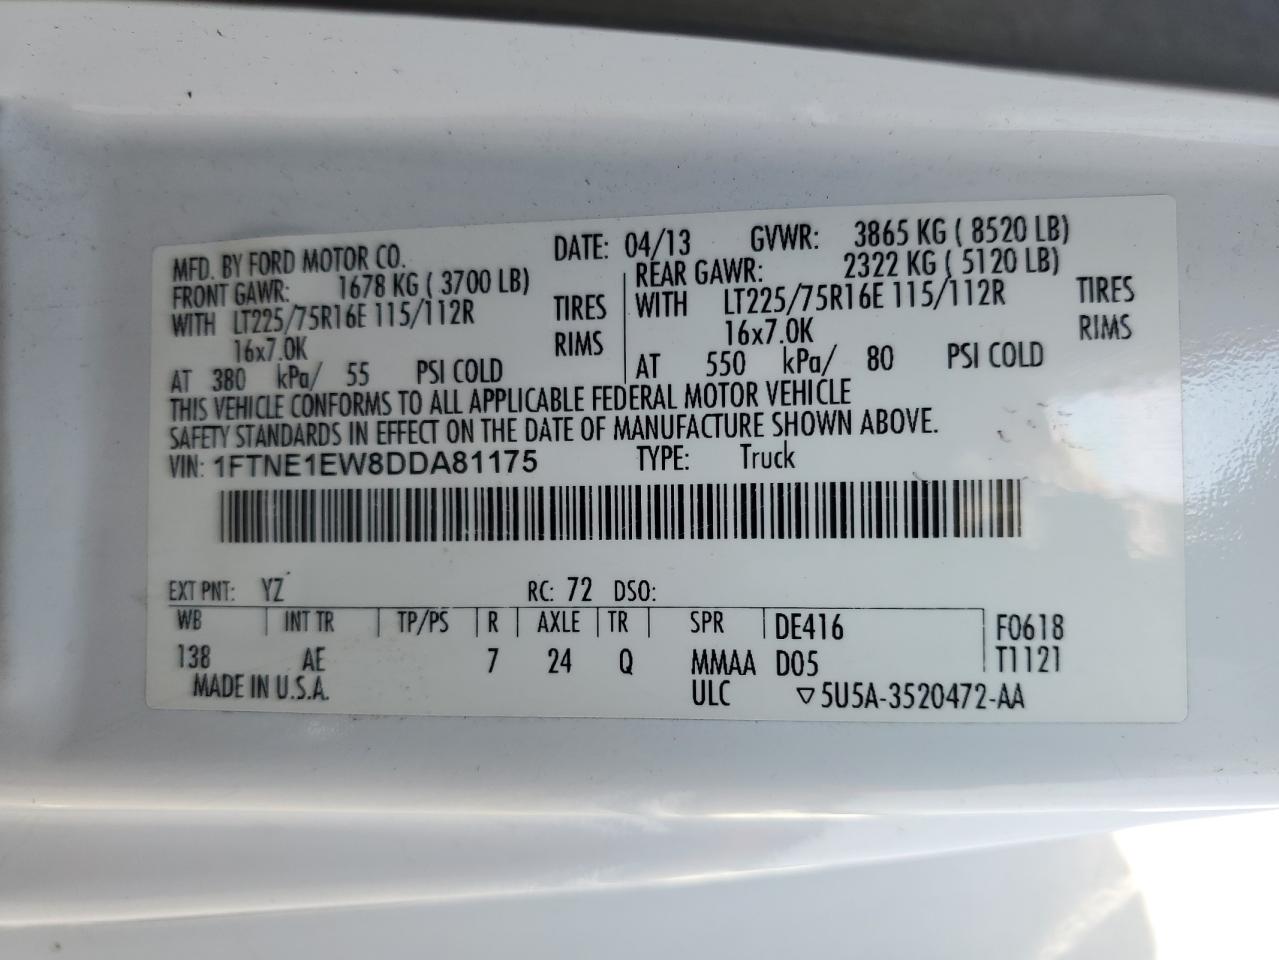 MFD. BY FORD MOTOR CO. DATE: 04/13 GVWR: 3865 KG ( 8520 LB)
FRONT GAWR: 1678 KG ( 3700 LB) REAR GAWR: 2322 KG ( 5120 LB)
WITH LT225/75R16E 115/112R TIRES WITH LT225/75R16E 115/112R TIRES
16x7.0K RIMS 16x7.0K RIMS
AT 380 kPa/ 55 PSI COLD AT 550 kPa/ 80 PSI COLD
THIS VEHICLE CONFORMS TO ALL APPLICABLE FEDERAL MOTOR VEHICLE
SAFETY STANDARDS IN EFFECT ON THE DATE OF MANUFACTURE SHOWN ABOVE.
VIN: 1FTNE1EW8DDA81175 TYPE: Truck
EXT PNT: YZ RC: 72 DSO:
WB INT TR TP/PS R AXLE TR SPR DE416 F0618
138 AE 7 24 Q MMAA D05 T1121
MADE IN U.S.A. ULC ▽5U5A-3520472-AA